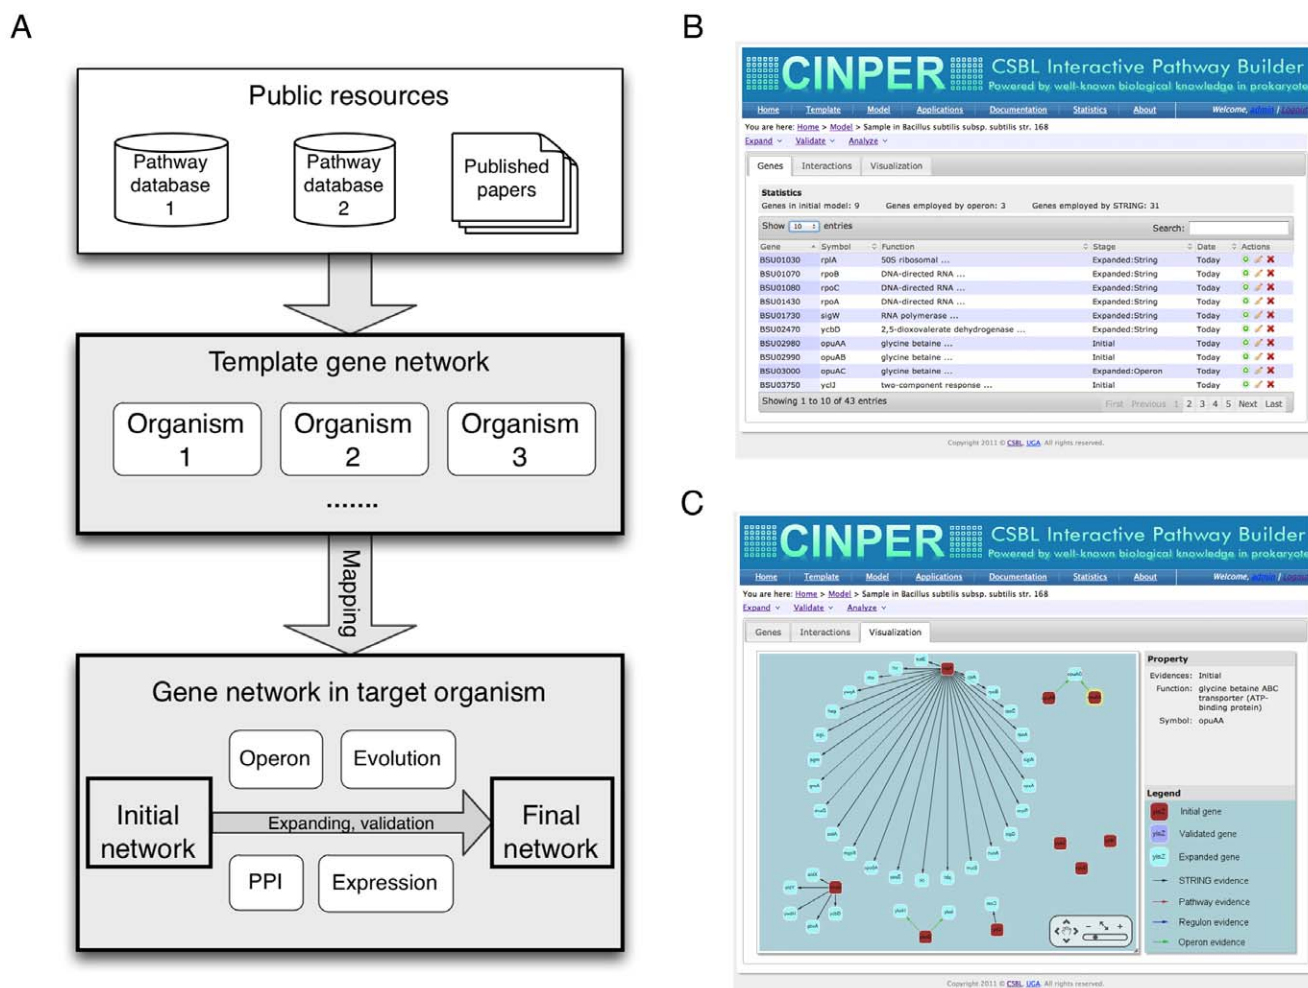 A
Public resources
Pathway
database
1
Pathway
database
2
Published
papers
Template gene network
Organism
1
Organism
2
Organism
3
.......
Mapping
Gene network in target organism
Operon
Evolution
Initial
network
Expanding, validation
Final
network
PPI
Expression
B
CINPER CSBL Interactive Pathway Builder
Powered by well-known biological knowledge in prokaryote
Home Template Model Applications Documentation Statistics About Welcome, admin | Logout
You are here: Home > Model > Sample in Bacillus subtilis subsp. subtilis str. 168
Expand Validate Analyze
Genes Interactions Visualization
Statistics
Genes in initial model: 9 Genes employed by operon: 3 Genes employed by STRING: 31
Show 10 entries Search:
Gene Symbol Function Stage Date Actions
BSU01030 rplA 50S ribosomal ... Expanded:String Today
BSU01070 rpoB DNA-directed RNA ... Expanded:String Today
BSU01080 rpoC DNA-directed RNA ... Expanded:String Today
BSU01430 rpoA DNA-directed RNA ... Expanded:String Today
BSU01730 sigW RNA polymerase ... Expanded:String Today
BSU02470 ycbD 2,5-dioxovalerate dehydrogenase ... Expanded:String Today
BSU02980 opuAA glycine betaine ... Initial Today
BSU02990 opuAB glycine betaine ... Initial Today
BSU03000 opuAC glycine betaine ... Expanded:Operon Today
BSU03750 yclJ two-component response ... Initial Today
Showing 1 to 10 of 43 entries First Previous 1 2 3 4 5 Next Last
Copyright 2011 © CSBL, UGA. All rights reserved.
C
CINPER CSBL Interactive Pathway Builder
Powered by well-known biological knowledge in prokaryote
Home Template Model Applications Documentation Statistics About Welcome, admin | Logout
You are here: Home > Model > Sample in Bacillus subtilis subsp. subtilis str. 168
Expand Validate Analyze
Genes Interactions Visualization
Property
Evidences: Initial
Function: glycine betaine ABC
transporter (ATP-
binding protein)
Symbol: opuAA
Legend
Initial gene
Validated gene
Expanded gene
STRING evidence
Pathway evidence
Regulon evidence
Operon evidence
Copyright 2011 © CSBL, UGA. All rights reserved.